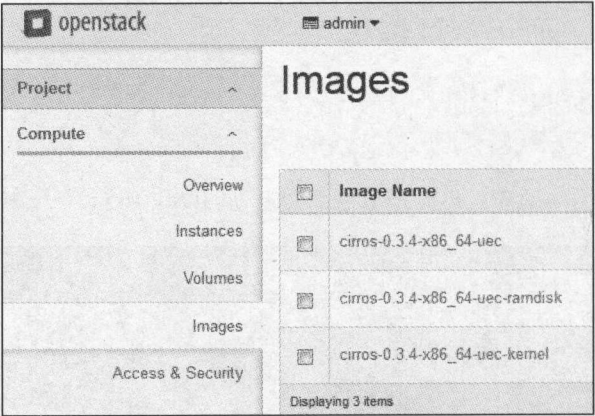 openstack
admin
Project
Compute
Overview
Instances
Volumes
Images
Access & Security
Images
Image Name
cirros-0.3.4-x86_64-uec
cirros-0.3.4-x86_64-uec-ramdisk
cirros-0.3.4-x86_64-uec-kernel
Displaying 3 items